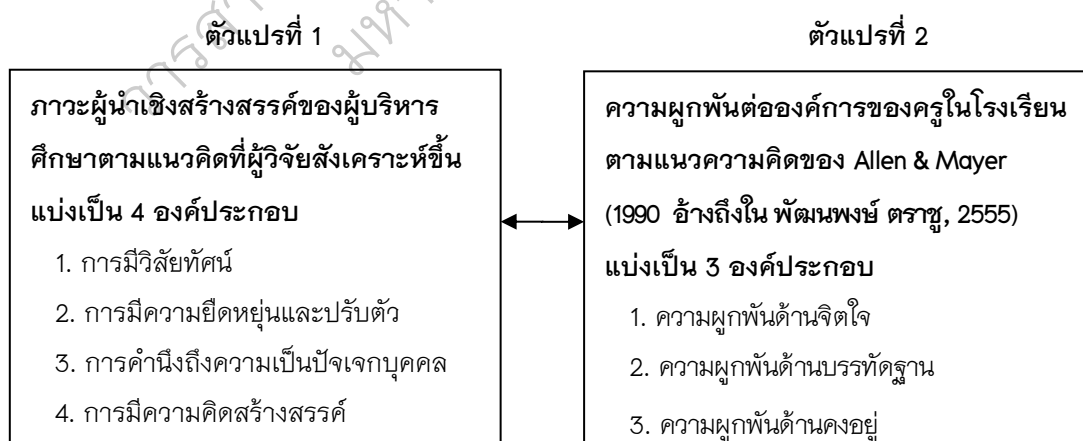 การสา
มหา
ตัวแปรที่ 1
ภาวะผู้นำเชิงสร้างสรรค์ของผู้บริหาร
ศึกษาตามแนวคิดที่ผู้วิจัยสังเคราะห์ขึ้น
แบ่งเป็น 4 องค์ประกอบ
1. การมีวิสัยทัศน์
2. การมีความยืดหยุ่นและปรับตัว
3. การคำนึงถึงความเป็นปัจเจกบุคคล
4. การมีความคิดสร้างสรรค์
ตัวแปรที่ 2
ความผูกพันต่อองค์การของครูในโรงเรียน
ตามแนวความคิดของ Allen & Mayer
(1990 อ้างถึงใน พัฒนพงษ์ ตราชู, 2555)
แบ่งเป็น 3 องค์ประกอบ
1. ความผูกพันด้านจิตใจ
2. ความผูกพันด้านบรรทัดฐาน
3. ความผูกพันด้านคงอยู่